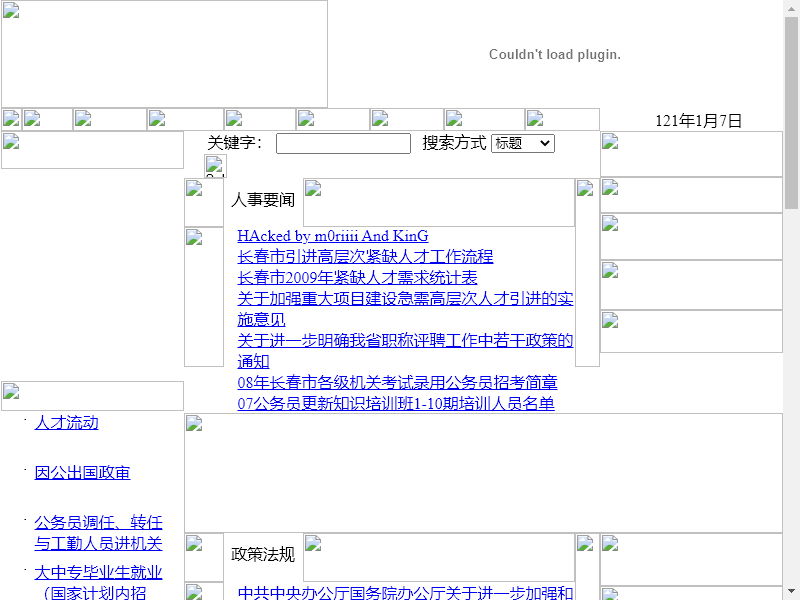 Couldn't load plugin.
121年1月7日
关键字： 搜索方式 标题
人事要闻
HAcked by m0riiii And KinG
长春市引进高层次紧缺人才工作流程
长春市2009年紧缺人才需求统计表
关于加强重大项目建设急需高层次人才引进的实
施意见
关于进一步明确我省职称评聘工作中若干政策的
通知
08年长春市各级机关考试录用公务员招考简章
07公务员更新知识培训班1-10期培训人员名单
· 人才流动
· 因公出国政审
· 公务员调任、转任
与工勤人员进机关
· 大中专毕业生就业
（国家计划内招
政策法规
中共中央办公厅国务院办公厅关于进一步加强和